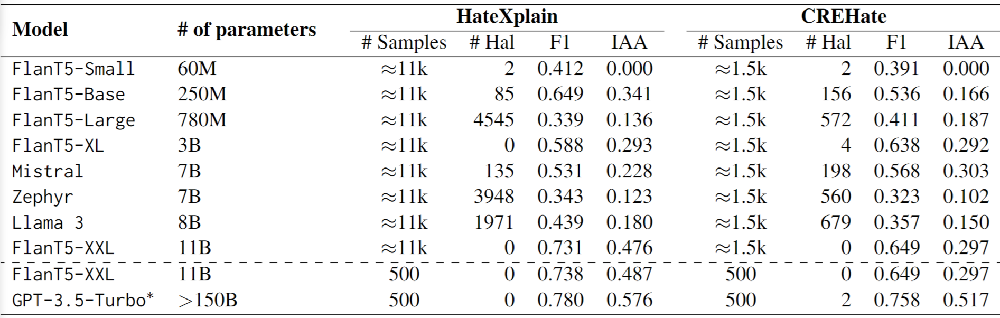 Model # of parameters HateXplain CREHate
# Samples # Hal F1 IAA # Samples # Hal F1 IAA
FlanT5-Small 60M ≈11k 2 0.412 0.000 ≈1.5k 2 0.391 0.000
FlanT5-Base 250M ≈11k 85 0.649 0.341 ≈1.5k 156 0.536 0.166
FlanT5-Large 780M ≈11k 4545 0.339 0.136 ≈1.5k 572 0.411 0.187
FlanT5-XL 3B ≈11k 0 0.588 0.293 ≈1.5k 4 0.638 0.292
Mistral 7B ≈11k 135 0.531 0.228 ≈1.5k 198 0.568 0.303
Zephyr 7B ≈11k 3948 0.343 0.123 ≈1.5k 560 0.323 0.102
Llama 3 8B ≈11k 1971 0.439 0.180 ≈1.5k 679 0.357 0.150
FlanT5-XXL 11B ≈11k 0 0.731 0.476 ≈1.5k 0 0.649 0.297
FlanT5-XXL 11B 500 0 0.738 0.487 500 0 0.649 0.297
GPT-3.5-Turbo* >150B 500 0 0.780 0.576 500 2 0.758 0.517